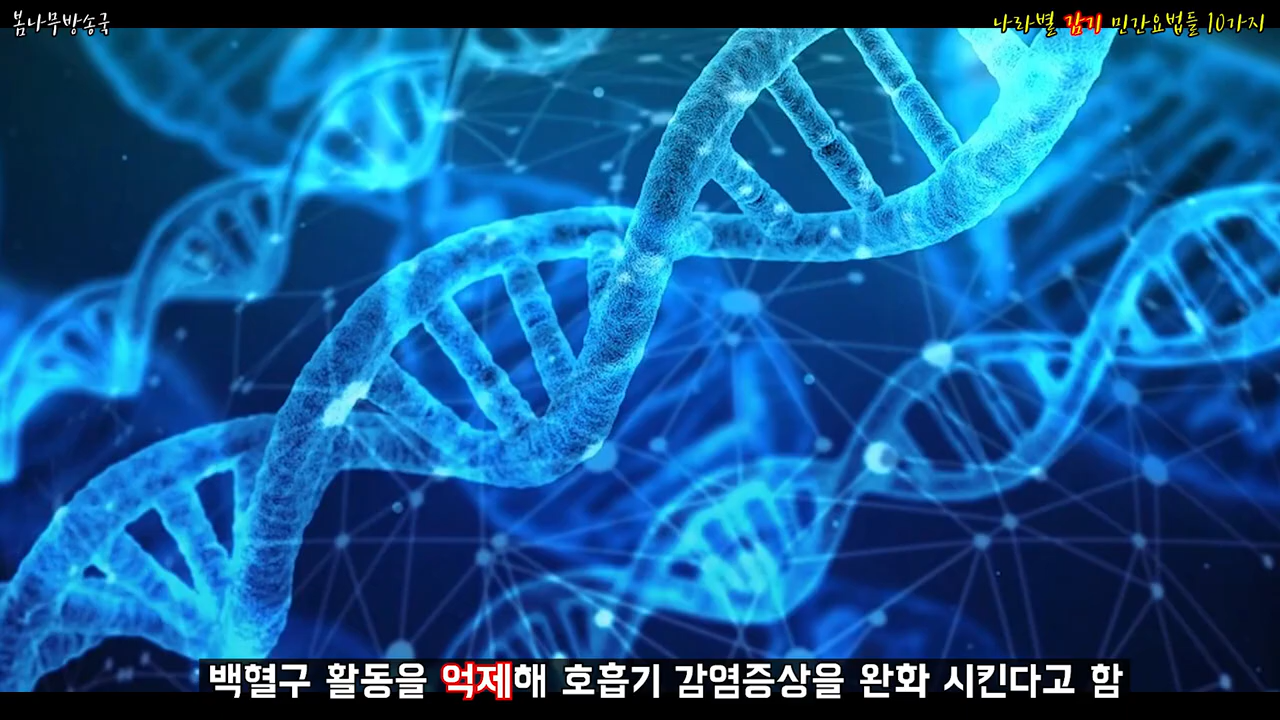 봄나무방송국
나라별 감기 민간요법들 10가지
백혈구 활동을 억제해 호흡기 감염증상을 완화 시킨다고 함